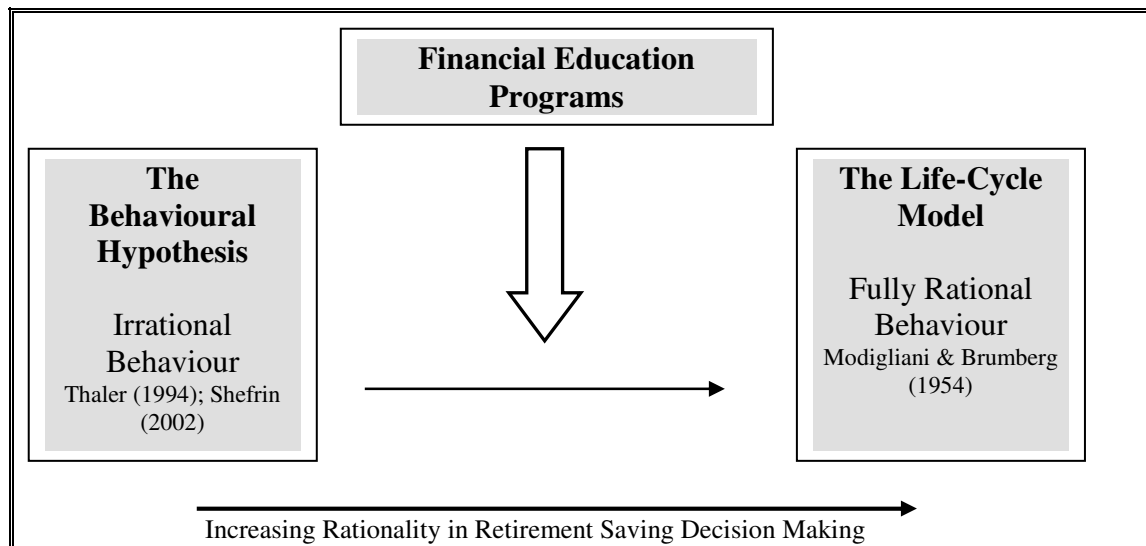 Financial Education
Programs
The
Behavioural
Hypothesis
Irrational
Behaviour
Thaler (1994); Shefrin
(2002)
The Life-Cycle
Model
Fully Rational
Behaviour
Modigliani & Brumberg
(1954)
Increasing Rationality in Retirement Saving Decision Making